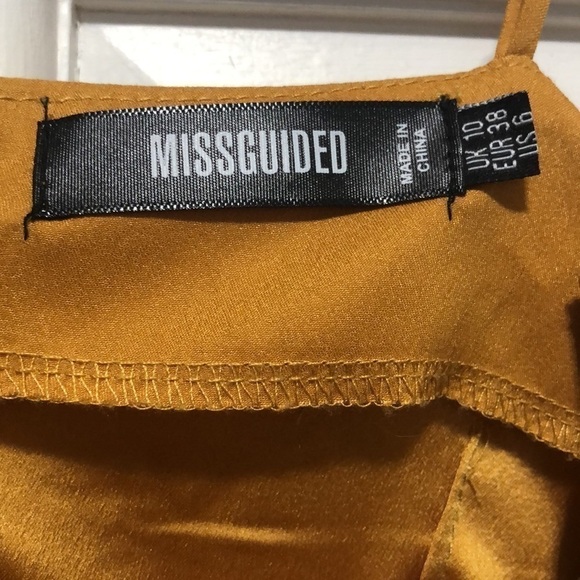 MISSGUIDED
MADE IN
CHINA
UK 10
EUR 38
US 6